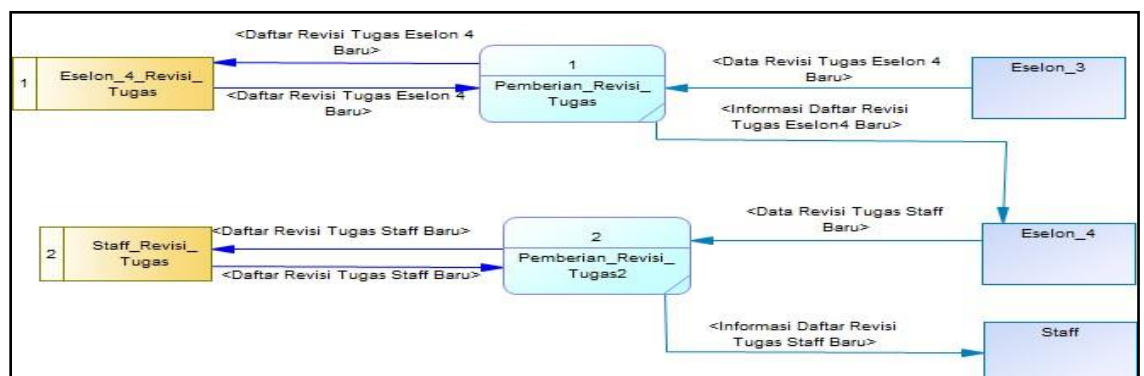 <Daftar Revisi Tugas Eselon 4
Baru>
1
Eselon_4_Revisi_
Tugas
<Daftar Revisi Tugas Eselon 4
Baru>
1
Pemberian_Revisi_
Tugas
<Data Revisi Tugas Eselon 4
Baru>
Eselon_3
<Informasi Daftar Revisi
Tugas Eselon4 Baru>
2
Staff_Revisi_
Tugas
<Daftar Revisi Tugas Staff Baru>
<Daftar Revisi Tugas Staff Baru>
2
Pemberian_Revisi_
Tugas2
<Data Revisi Tugas Staff
Baru>
Eselon_4
<Informasi Daftar Revisi
Tugas Staff Baru>
Staff